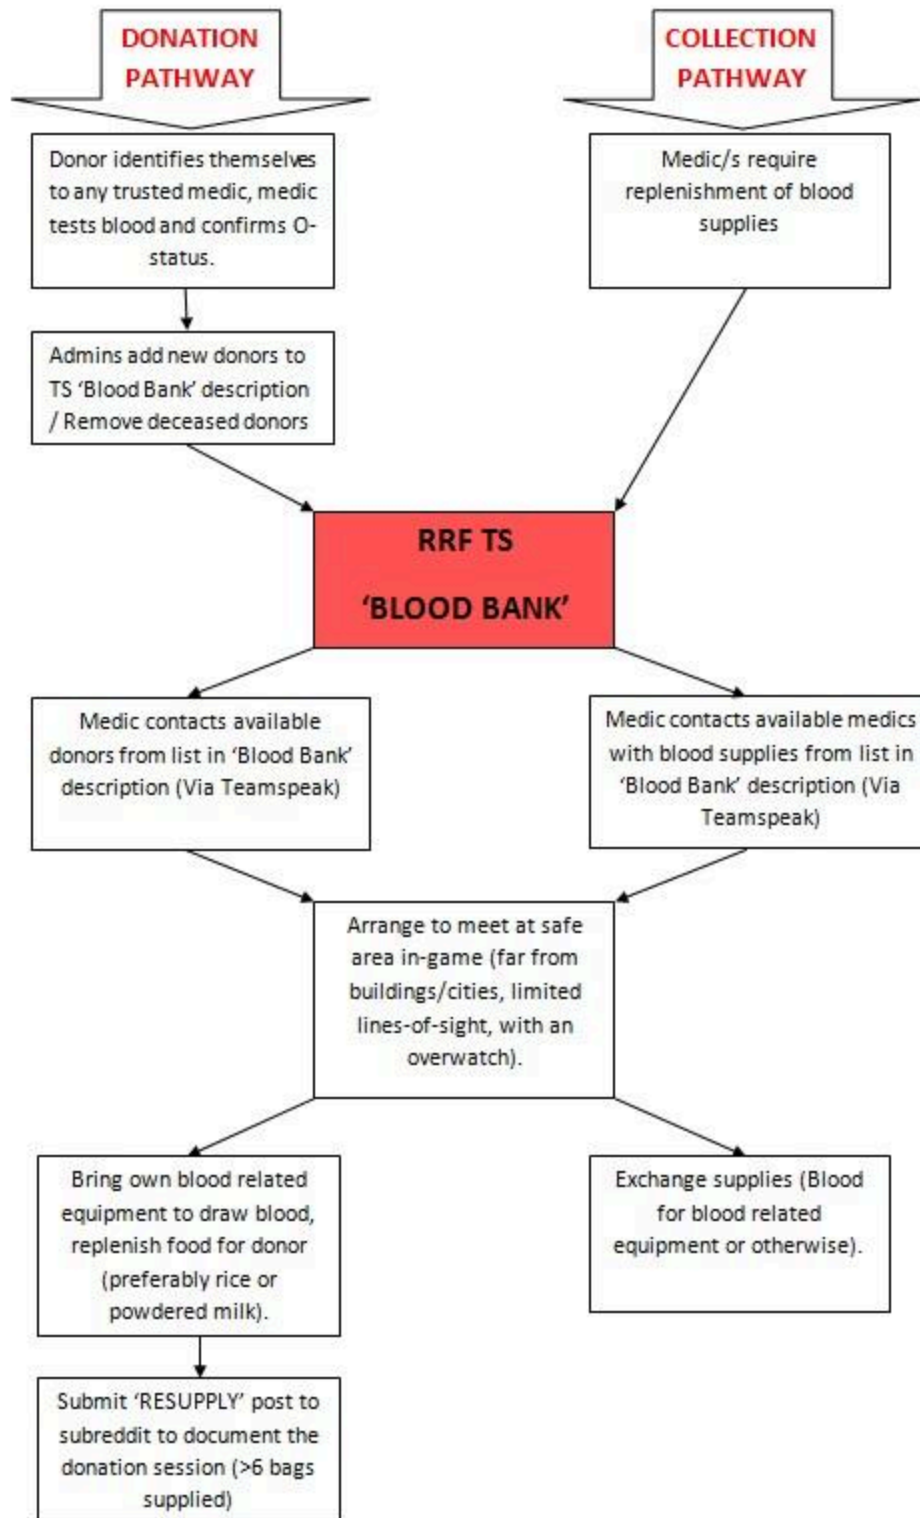 DONATION
PATHWAY
COLLECTION
PATHWAY
Donor identifies themselves
to any trusted medic, medic
tests blood and confirms O-
status.
Medic/s require
replenishment of blood
supplies
Admins add new donors to
TS ‘Blood Bank’ description
/ Remove deceased donors
RRF TS
‘BLOOD BANK’
Medic contacts available
donors from list in ‘Blood Bank’
description (Via Teamspeak)
Medic contacts available medics
with blood supplies from list in
‘Blood Bank’ description (Via
Teamspeak)
Arrange to meet at safe
area in-game (far from
buildings/cities, limited
lines-of-sight, with an
overwatch).
Bring own blood related
equipment to draw blood,
replenish food for donor
(preferably rice or
powdered milk).
Exchange supplies (Blood
for blood related
equipment or otherwise).
Submit ‘RESUPPLY’ post to
subreddit to document the
donation session (>6 bags
supplied)